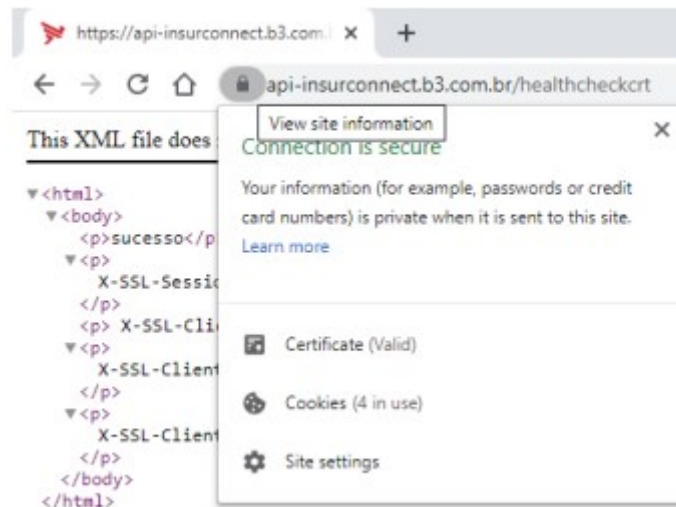 https://api-insurconnect.b3.com.
api-insurconnect.b3.com.br/healthcheckcrt
View site information
This XML file does
Connection is secure
Your information (for example, passwords or credit
card numbers) is private when it is sent to this site.
Learn more
▼<html>
▼<body>
<p>sucesso</p
▼<p>
X-SSL-Sessi
</p>
<p> X-SSL-Cli
▼<p>
X-SSL-Client
</p>
▼<p>
X-SSL-Client
</p>
</body>
</html>
Certificate (Valid)
Cookies (4 in use)
Site settings